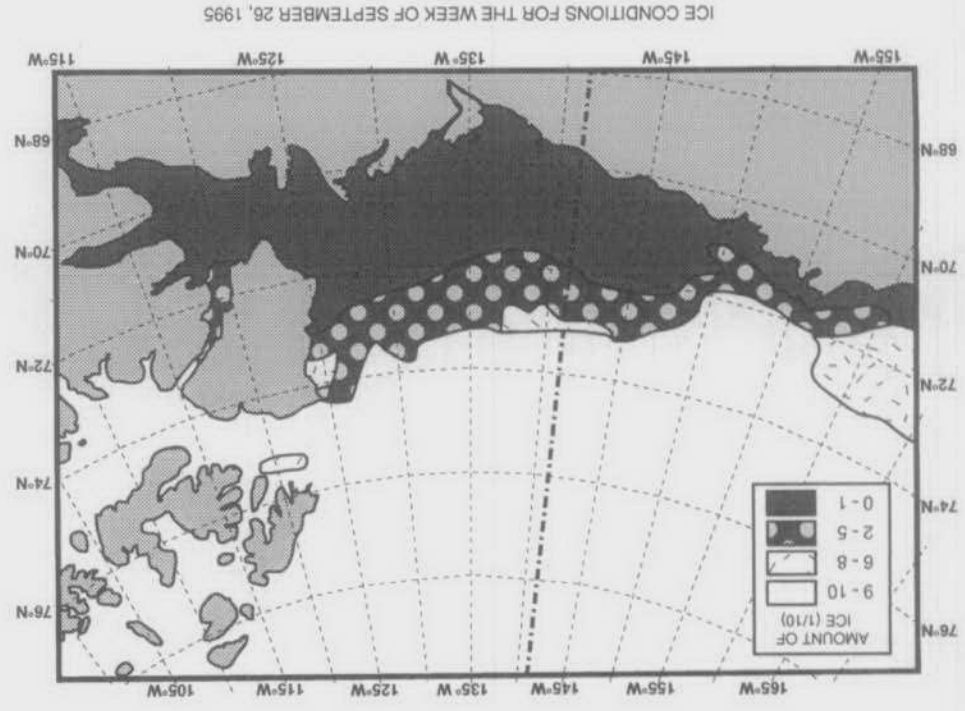 ICE CONDITIONS FOR THE WEEK OF SEPTEMBER 26, 1995
155°W 145°W 135°W 125°W 115°W
68°N 68°N
70°N 70°N
72°N 72°N
74°N 74°N
76°N 76°N
AMOUNT OF
ICE (1/10)
9 - 10
6 - 8
2 - 5
0 - 1
165°W 155°W 145°W 135°W 125°W 115°W 105°W